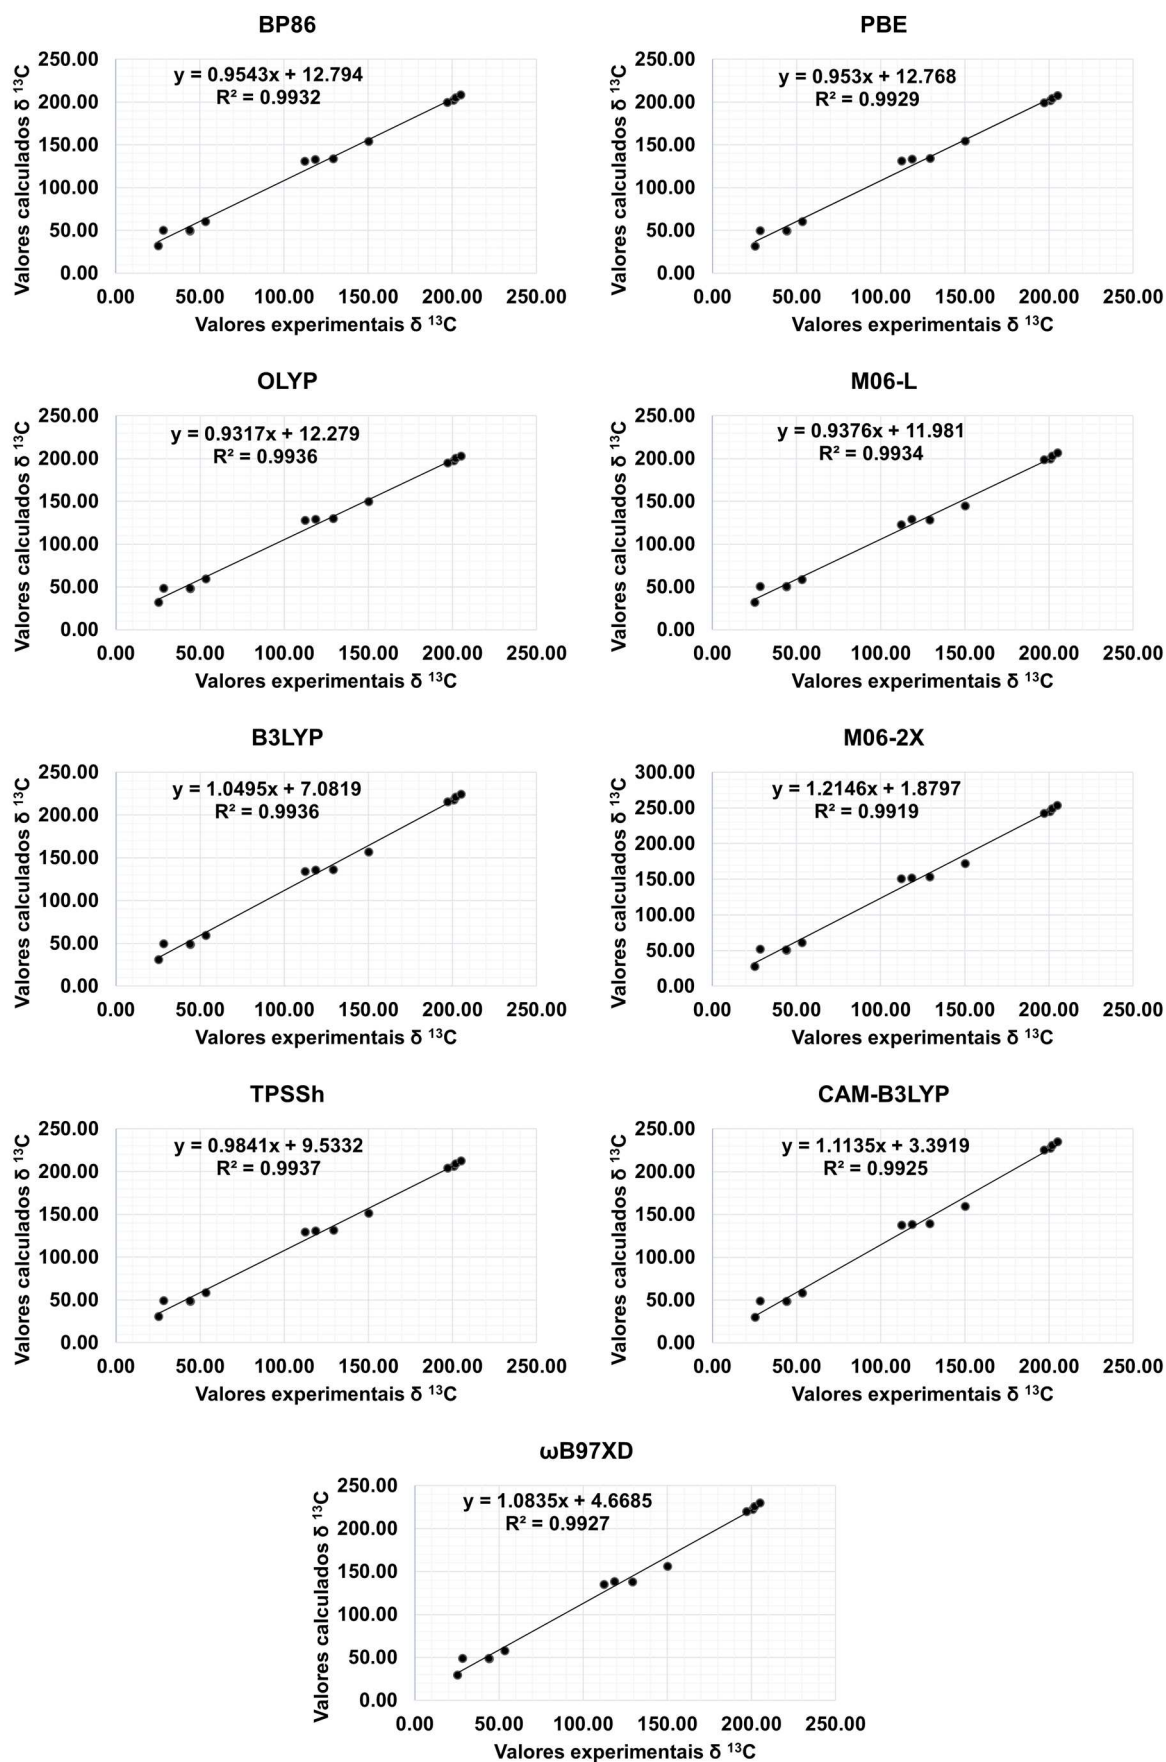 BP86
Valores calculados δ ¹³C
250.00
200.00
150.00
100.00
50.00
0.00
y = 0.9543x + 12.794
R² = 0.9932
0.00 50.00 100.00 150.00 200.00 250.00
Valores experimentais δ ¹³C
PBE
Valores calculados δ ¹³C
250.00
200.00
150.00
100.00
50.00
0.00
y = 0.953x + 12.768
R² = 0.9929
0.00 50.00 100.00 150.00 200.00 250.00
Valores experimentais δ ¹³C
OLYP
Valores calculados δ ¹³C
250.00
200.00
150.00
100.00
50.00
0.00
y = 0.9317x + 12.279
R² = 0.9936
0.00 50.00 100.00 150.00 200.00 250.00
Valores experimentais δ ¹³C
M06-L
Valores calculados δ ¹³C
250.00
200.00
150.00
100.00
50.00
0.00
y = 0.9376x + 11.981
R² = 0.9934
0.00 50.00 100.00 150.00 200.00 250.00
Valores experimentais δ ¹³C
B3LYP
Valores calculados δ ¹³C
250.00
200.00
150.00
100.00
50.00
0.00
y = 1.0495x + 7.0819
R² = 0.9936
0.00 50.00 100.00 150.00 200.00 250.00
Valores experimentais δ ¹³C
M06-2X
Valores calculados δ ¹³C
300.00
250.00
200.00
150.00
100.00
50.00
0.00
y = 1.2146x + 1.8797
R² = 0.9919
0.00 50.00 100.00 150.00 200.00 250.00
Valores experimentais δ ¹³C
TPSSh
Valores calculados δ ¹³C
250.00
200.00
150.00
100.00
50.00
0.00
y = 0.9841x + 9.5332
R² = 0.9937
0.00 50.00 100.00 150.00 200.00 250.00
Valores experimentais δ ¹³C
CAM-B3LYP
Valores calculados δ ¹³C
250.00
200.00
150.00
100.00
50.00
0.00
y = 1.1135x + 3.3919
R² = 0.9925
0.00 50.00 100.00 150.00 200.00 250.00
Valores experimentais δ ¹³C
ωB97XD
Valores calculados δ ¹³C
250.00
200.00
150.00
100.00
50.00
0.00
y = 1.0835x + 4.6685
R² = 0.9927
0.00 50.00 100.00 150.00 200.00 250.00
Valores experimentais δ ¹³C